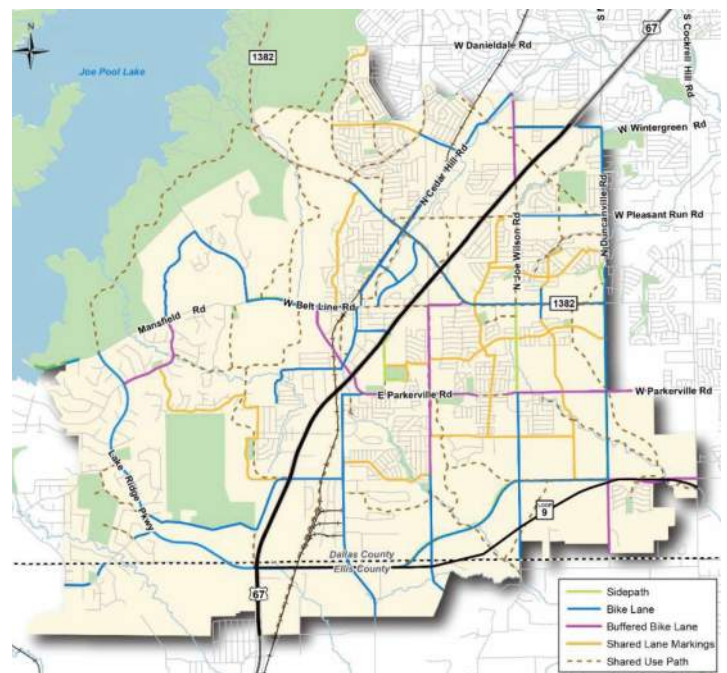 N
Joe Pool Lake
1382
W Danieldale Rd
67
S Cockrell Hill Rd
W Wintergreen Rd
N Cedar Hill Rd
N Duncanville Rd
W Pleasant Run Rd
N Joe Wilson Rd
Mansfield Rd
W Belt Line Rd
1382
E Parkerville Rd
W Parkerville Rd
Lake Ridge Pkwy
LOOP
9
Dallas County
Ellis County
67
Sidepath
Bike Lane
Buffered Bike Lane
Shared Lane Markings
Shared Use Path